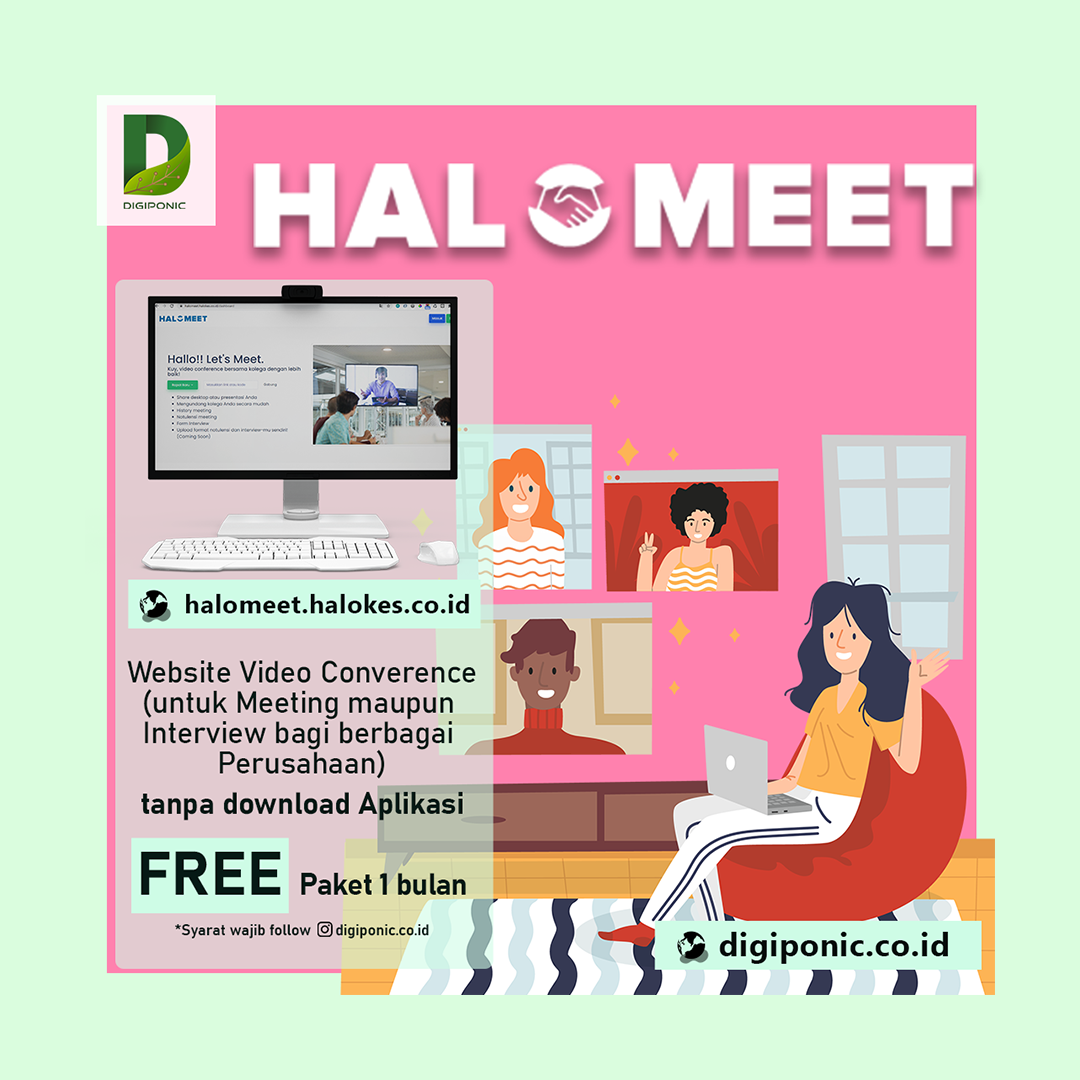 DIGIPONIC
HALOMEET
HALOMEET
Hallo!! Let's Meet.
Kuy, video conference bersama kolega dengan lebih
baik!
Share desktop atau presentasi Anda
Mengundang kolega Anda secara mudah
History meeting
Notulensi meeting
Form Interview
Upload format notulensi dan interview-mu sendiri!
(Coming Soon)
halomeet.halokes.co.id
Website Video Converence
(untuk Meeting maupun
Interview bagi berbagai
Perusahaan)
tanpa download Aplikasi
FREE Paket 1 bulan
*Syarat wajib follow digiponic.co.id
digiponic.co.id